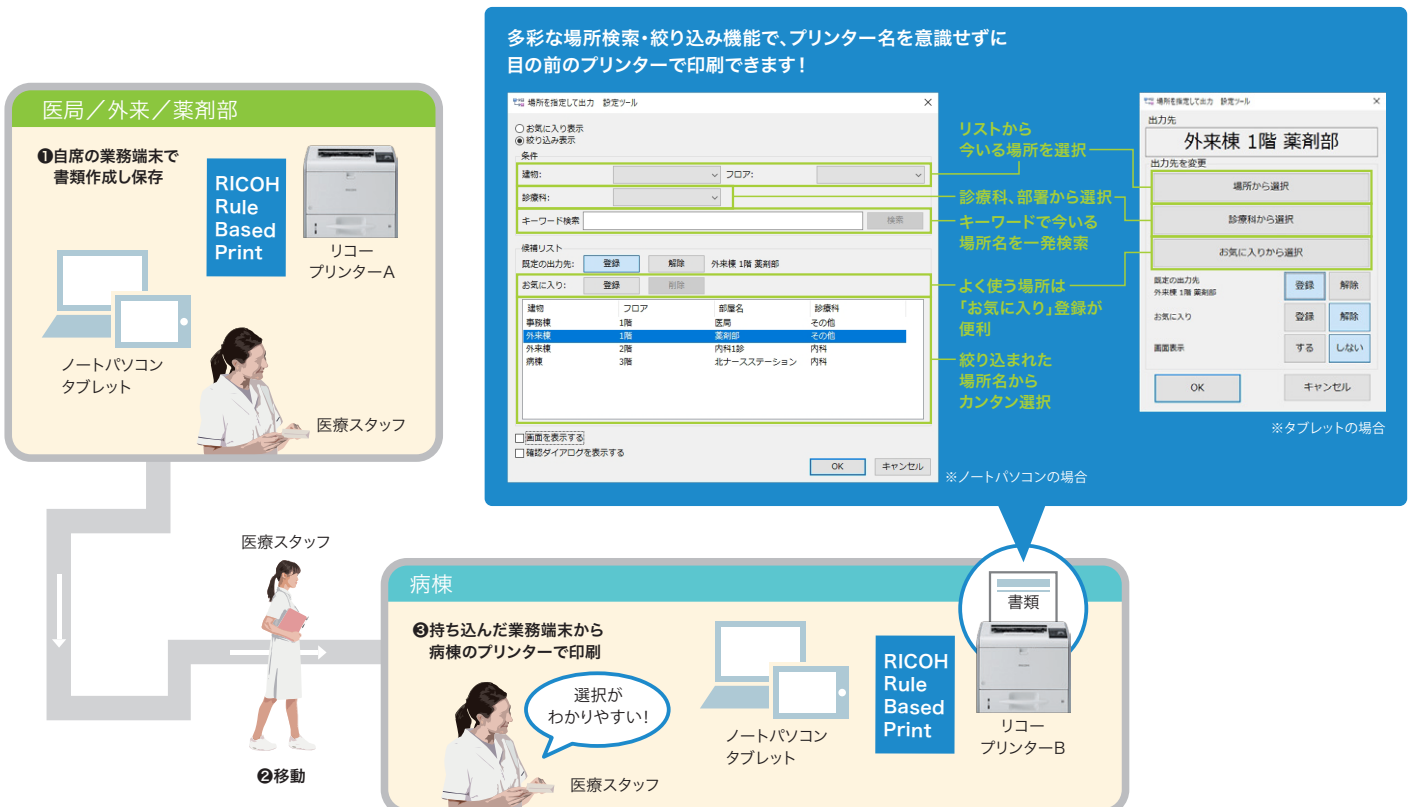 多彩な場所検索・絞り込み機能で、プリンター名を意識せずに
目の前のプリンターで印刷できます！
医局／外来／薬剤部
❶自席の業務端末で
書類作成し保存
RICOH
Rule
Based
Print
リコー
プリンターA
ノートパソコン
タブレット
医療スタッフ
場所を指定して出力 設定ツール
お気に入り表示
絞り込み表示
条件
建物:
フロア:
診療科:
キーワード検索
検索
候補リスト
既定の出力先: 登録 解除 外来棟 1階 薬剤部
お気に入り: 登録 削除
建物 フロア 部屋名 診療科
事務棟 1階 医局 その他
外来棟 1階 薬剤部 その他
外来棟 2階 内科1診 内科
病棟 3階 北ナースステーション 内科
画面を表示する
確認ダイアログを表示する
OK キャンセル
※ノートパソコンの場合
リストから
今いる場所を選択
診療科、部署から選択
キーワードで今いる
場所名を一発検索
よく使う場所は
「お気に入り」登録が
便利
絞り込まれた
場所名から
カンタン選択
場所を指定して出力 設定ツール
出力先
外来棟 1階 薬剤部
出力先を変更
場所から選択
診療科から選択
お気に入りから選択
既定の出力先
外来棟 1階 薬剤部
登録 解除
お気に入り 登録 解除
画面表示 する しない
OK キャンセル
※タブレットの場合
医療スタッフ
❷移動
病棟
❸持ち込んだ業務端末から
病棟のプリンターで印刷
選択が
わかりやすい！
医療スタッフ
ノートパソコン
タブレット
RICOH
Rule
Based
Print
書類
リコー
プリンターB